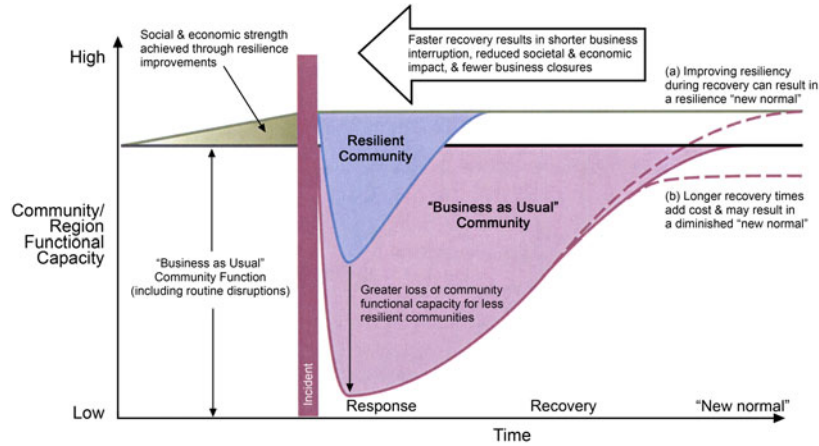 Social & economic strength
achieved through resilience
improvements
High
Faster recovery results in shorter business
interruption, reduced societal & economic
impact, & fewer business closures
(a) Improving resiliency
during recovery can result in
a resilience “new normal”
Resilient
Community
Community/
Region
Functional
Capacity
“Business as Usual”
Community Function
(including routine disruptions)
“Business as Usual”
Community
(b) Longer recovery times
add cost & may result in
a diminished “new normal”
Greater loss of community
functional capacity for less
resilient communities
Incident
Low
Response
Recovery
“New normal”
Time